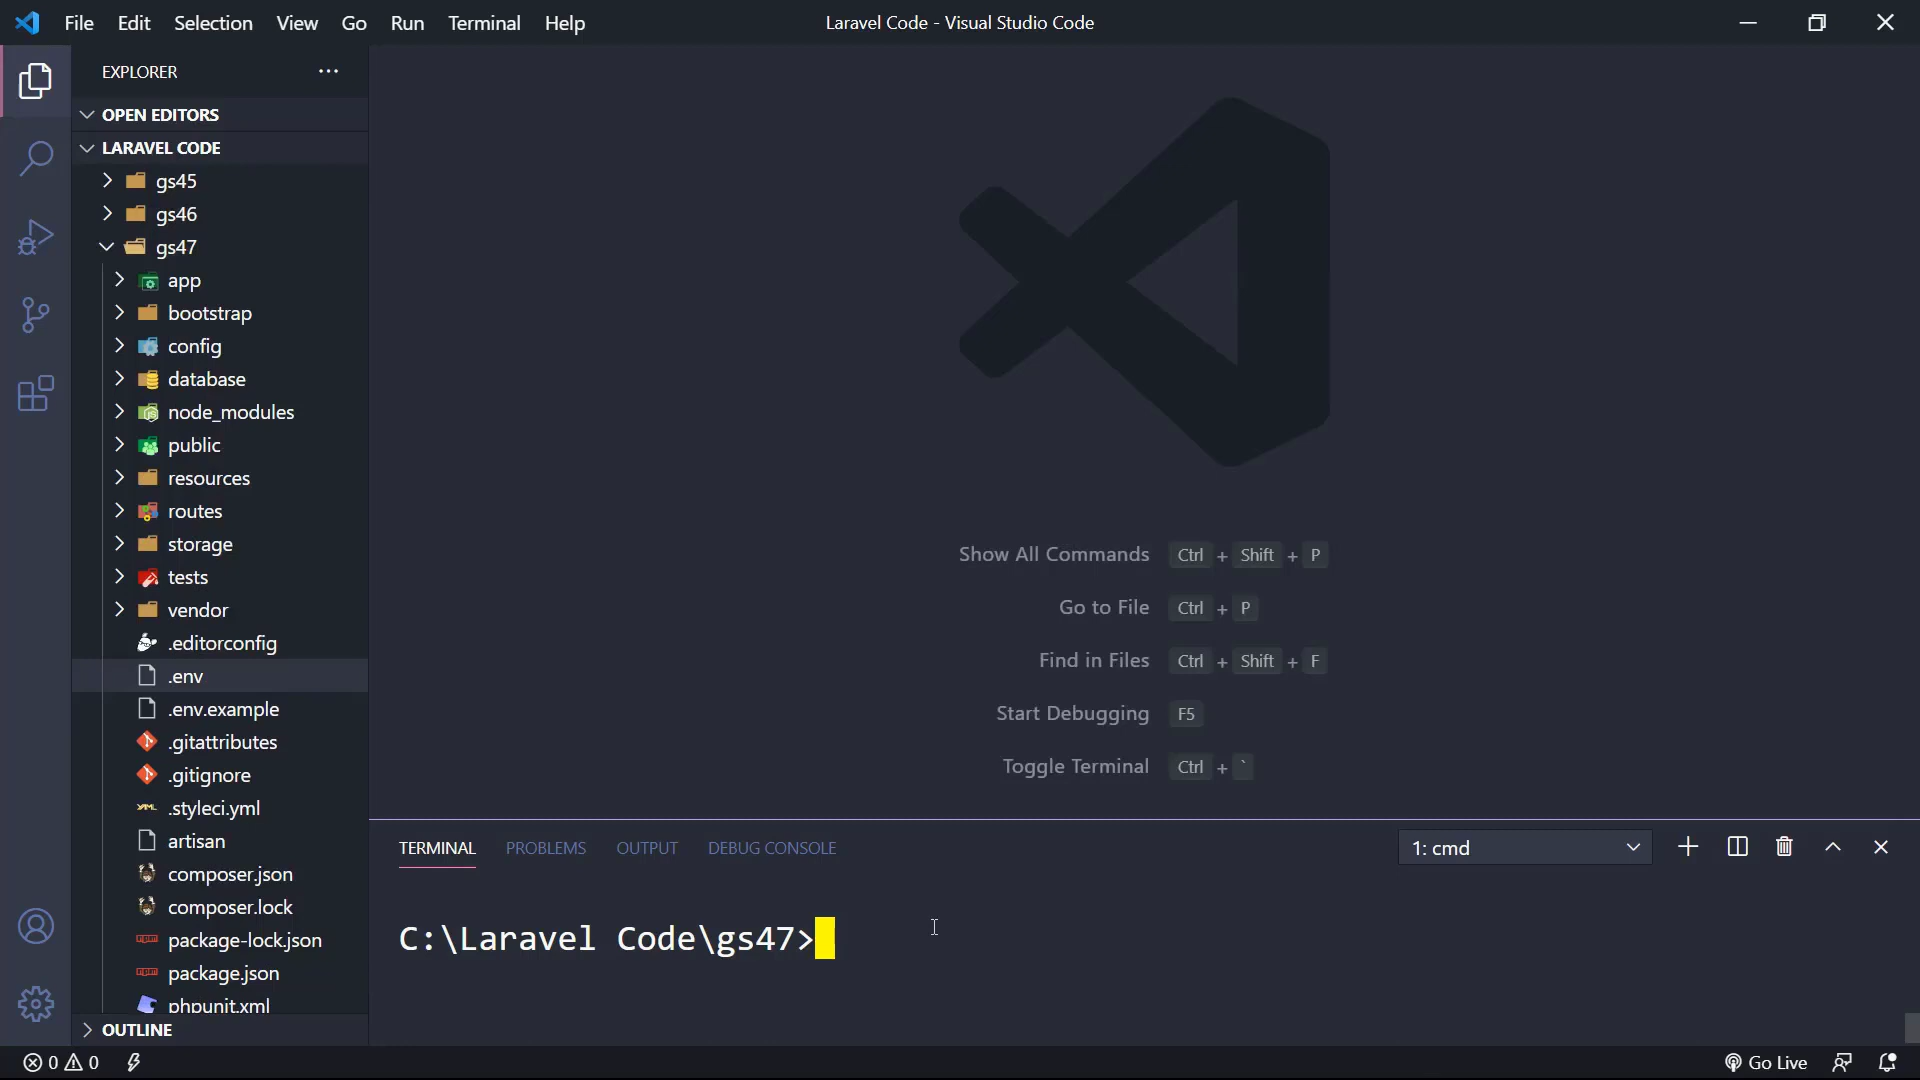 File Edit Selection View Go Run Terminal Help
Laravel Code - Visual Studio Code
EXPLORER
OPEN EDITORS
LARAVEL CODE
gs45
gs46
gs47
app
bootstrap
config
database
node_modules
public
resources
routes
storage
tests
vendor
.editorconfig
.env
.env.example
.gitattributes
.gitignore
.styleci.yml
artisan
composer.json
composer.lock
package-lock.json
package.json
phpunit.xml
OUTLINE
Show All Commands Ctrl + Shift + P
Go to File Ctrl + P
Find in Files Ctrl + Shift + F
Start Debugging F5
Toggle Terminal Ctrl + `
TERMINAL PROBLEMS OUTPUT DEBUG CONSOLE
1: cmd
C:\Laravel Code\gs47>
0 0
Go Live